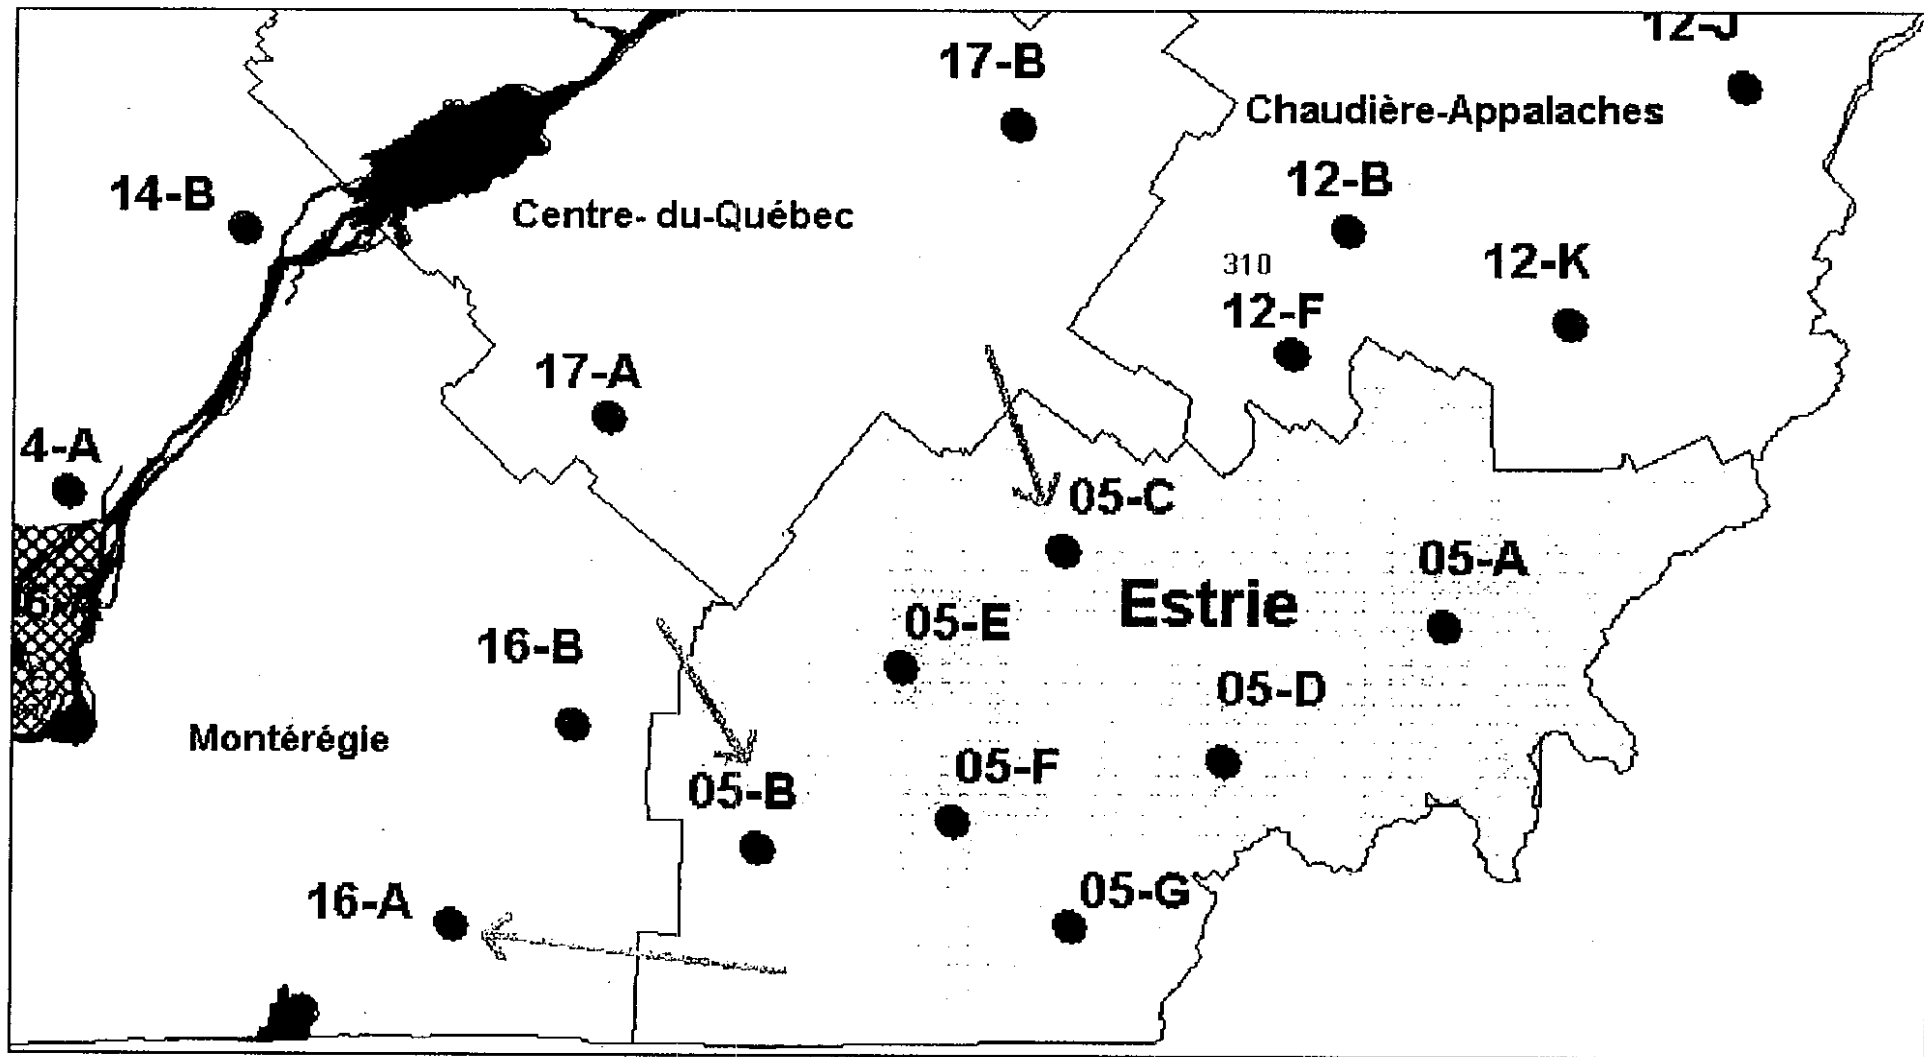 12-J
17-B
Chaudière-Appalaches
12-B
14-B
Centre- du-Québec
310
12-K
12-F
17-A
4-A
05-C
05-A
Estrie
05-E
16-B
05-D
Montérégie
05-F
05-B
05-G
16-A